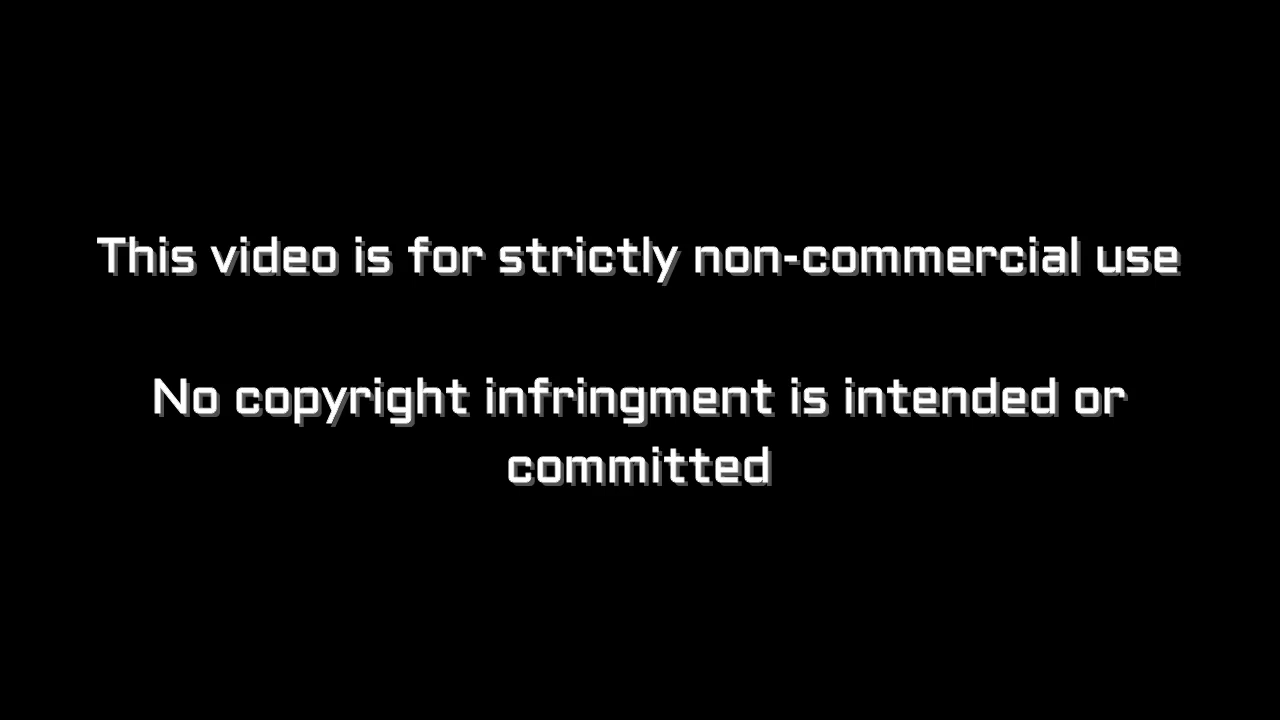 This video is for strictly non-commercial use
No copyright infringment is intended or
committed